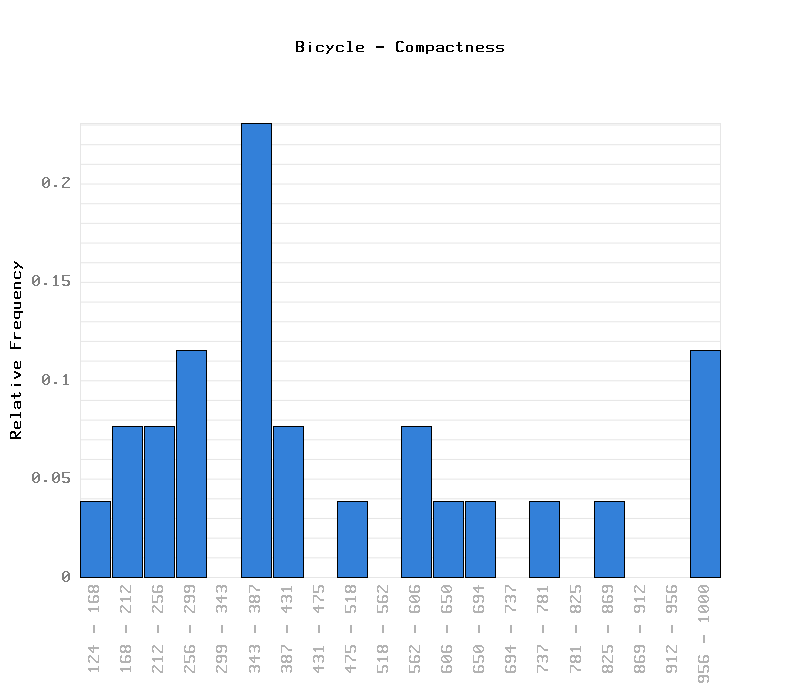 Bicycle - Compactness
Relative Frequency
0.2
0.15
0.1
0.05
0
124 - 168
168 - 212
212 - 256
256 - 299
299 - 343
343 - 387
387 - 431
431 - 475
475 - 518
518 - 562
562 - 606
606 - 650
650 - 694
694 - 737
737 - 781
781 - 825
825 - 869
869 - 912
912 - 956
956 - 1000